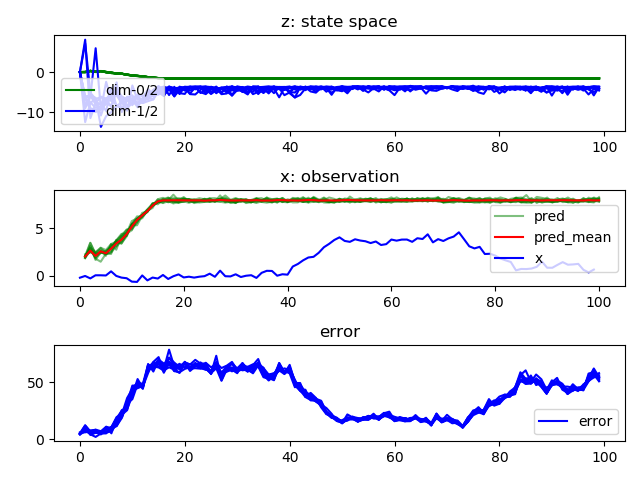 z: state space
0
−10
dim-0/2
dim-1/2
0 20 40 60 80 100
x: observation
5
0
pred
pred_mean
x
0 20 40 60 80 100
error
50
0
error
0 20 40 60 80 100